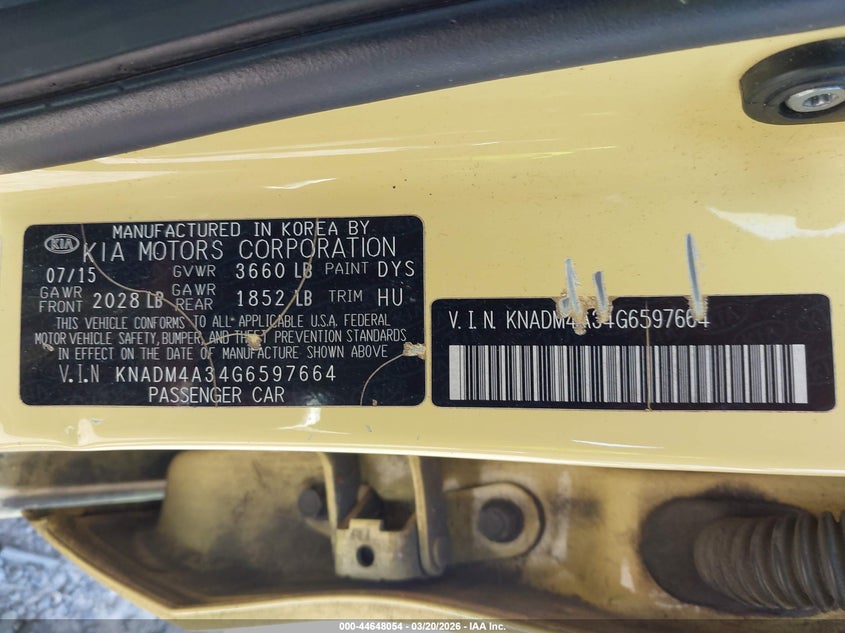 MANUFACTURED IN KOREA BY
KIA KIA MOTORS CORPORATION
07/15 GVWR 3660 LB PAINT DYS
GAWR FRONT 2028 LB GAWR REAR 1852 LB TRIM HU
THIS VEHICLE CONFORMS TO ALL APPLICABLE U.S.A. FEDERAL
MOTOR VEHICLE SAFETY, BUMPER, AND THEFT PREVENTION STANDARDS
IN EFFECT ON THE DATE OF MANUFACTURE SHOWN ABOVE
V.I.N KNADM4A34G6597664
PASSENGER CAR
V.I.N. KNADM4A34G6597664
000-44648054 | 03/20/2026 | IAA Inc.